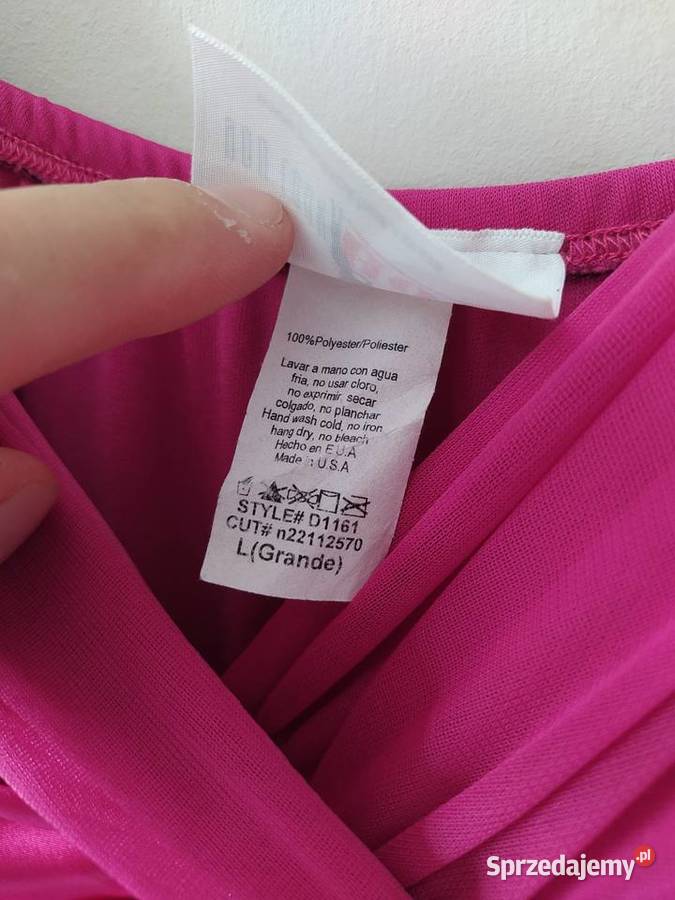 100%Polyester/Poliester
Lavar a mano con agua
fria, no usar cloro,
no exprimir, secar
colgado, no planchar
Hand wash cold, no iron
hang dry, no bleach
Hecho en E.U.A
Made U.S.A
STYLE# D1161
CUT# n22112570
L(Grande)
Sprzedajemy.pl